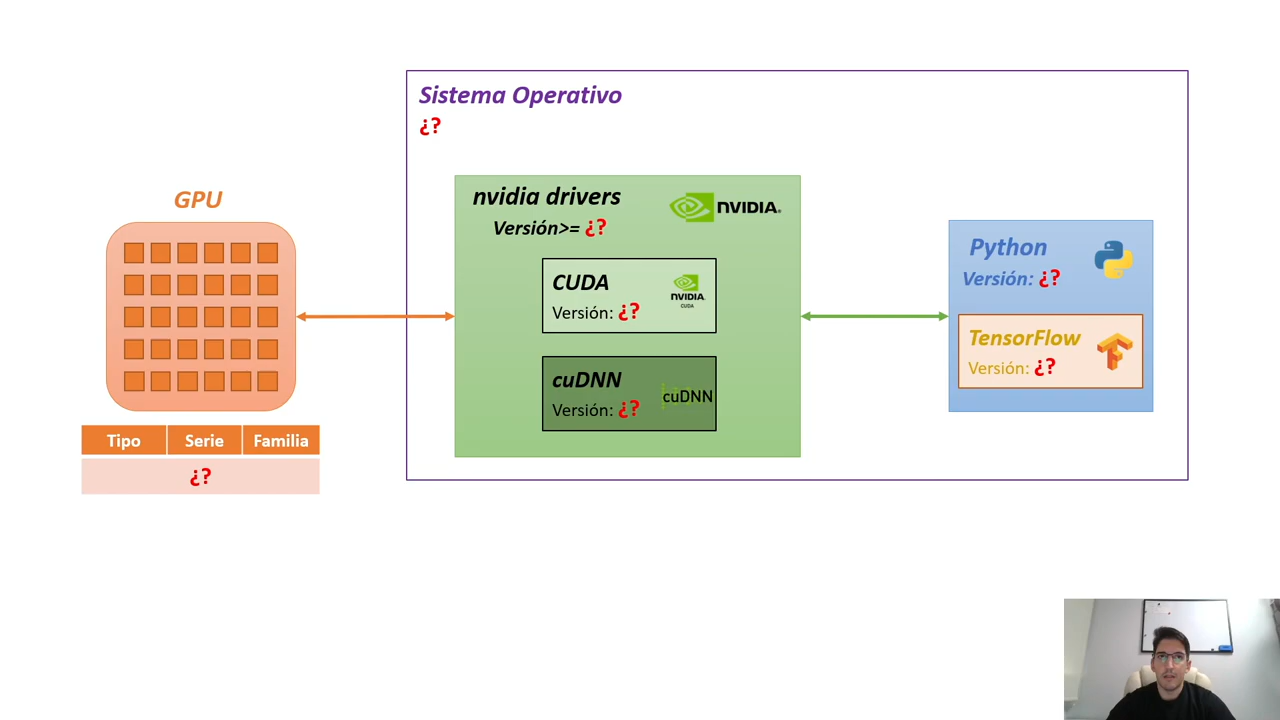 Sistema Operativo
¿?
GPU
nvidia drivers
Versión>= ¿?
NVIDIA.
CUDA
Versión: ¿?
NVIDIA.
CUDA
cuDNN
Versión: ¿?
cuDNN
Python
Versión: ¿?
TensorFlow
Versión: ¿?
Tipo Serie Familia
¿?